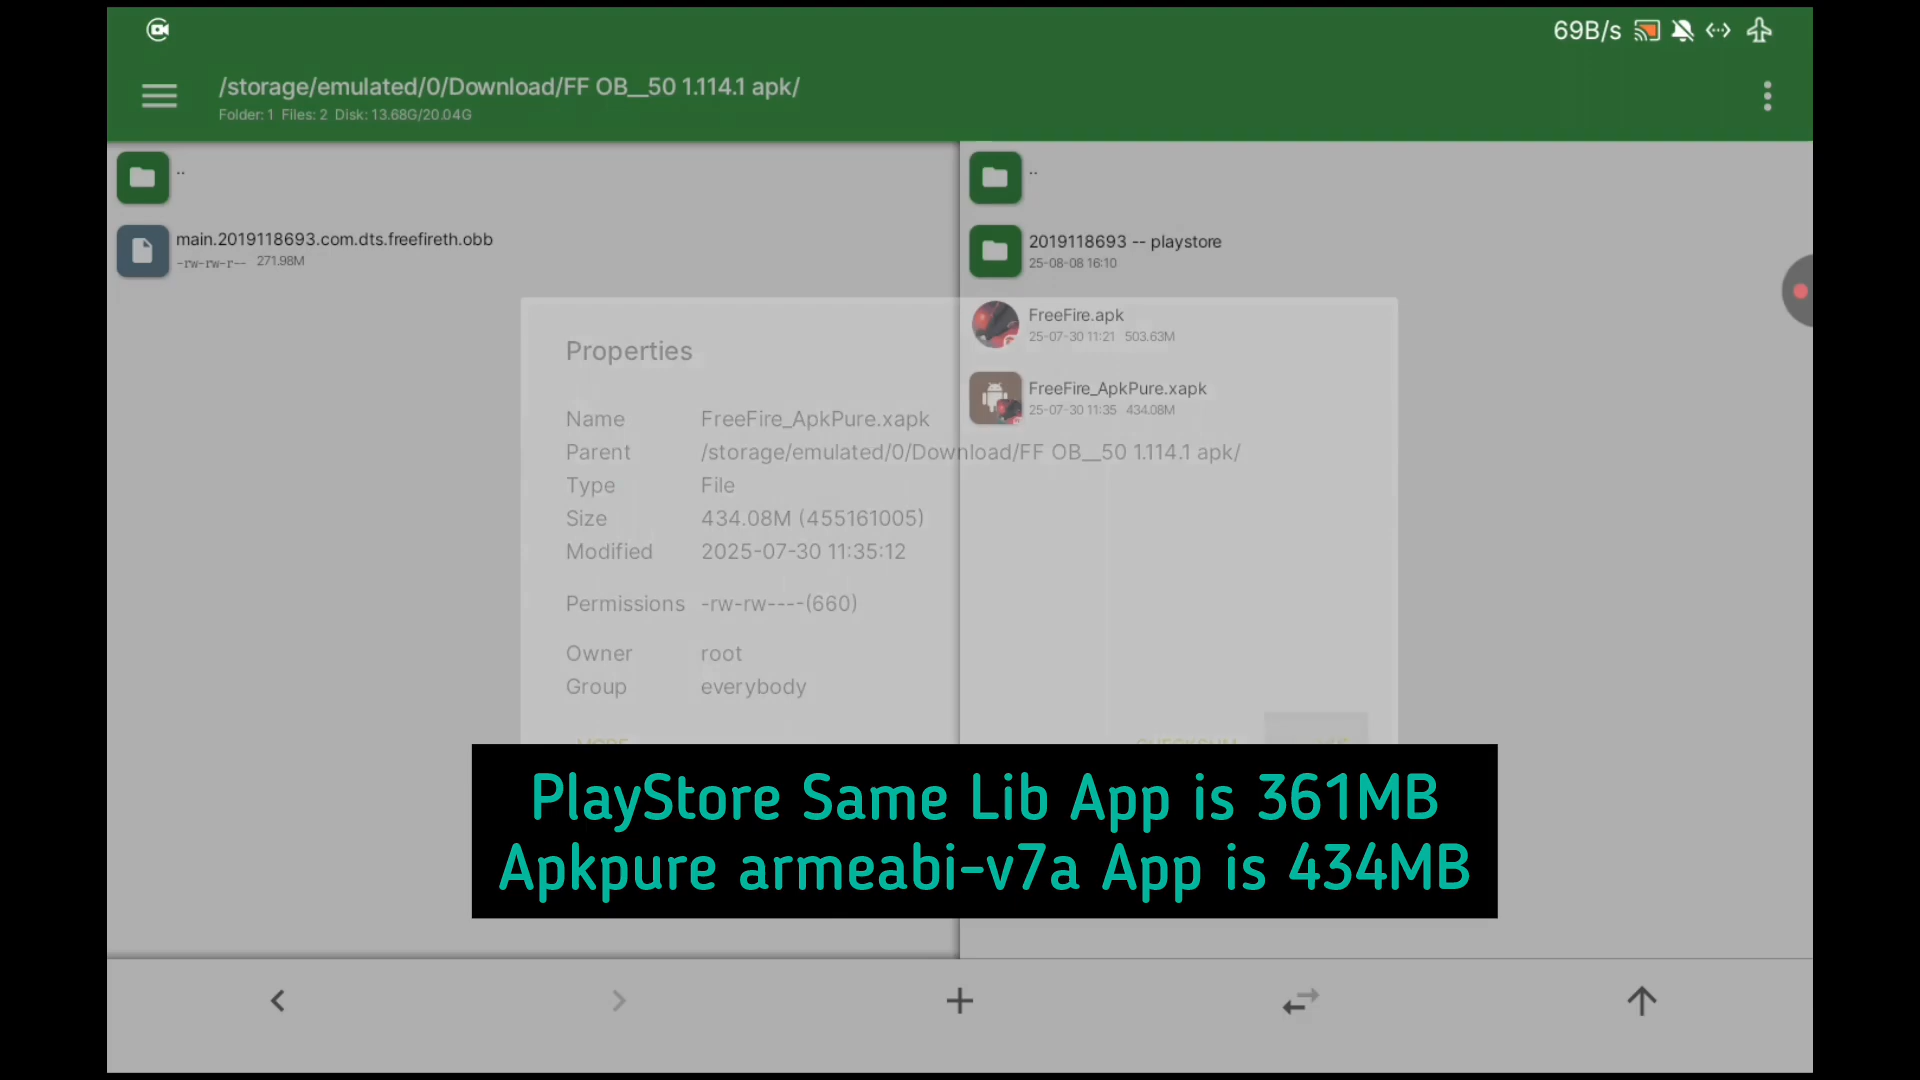 69B/s
/storage/emulated/0/Download/FF OB__50 1.114.1 apk/
Folder: 1 Files: 2 Disk: 13.68G/20.04G
..
main.2019118693.com.dts.freefireth.obb
-rw-rw-r-- 271.98M
..
2019118693 -- playstore
25-08-08 16:10
FreeFire.apk
25-07-30 11:21 503.63M
FreeFire_ApkPure.xapk
25-07-30 11:35 434.08M
Properties
Name FreeFire_ApkPure.xapk
Parent /storage/emulated/0/Download/FF OB__50 1.114.1 apk/
Type File
Size 434.08M (455161005)
Modified 2025-07-30 11:35:12
Permissions -rw-rw----(660)
Owner root
Group everybody
MORE CHECKSUM
PlayStore Same Lib App is 361MB
Apkpure armeabi-v7a App is 434MB